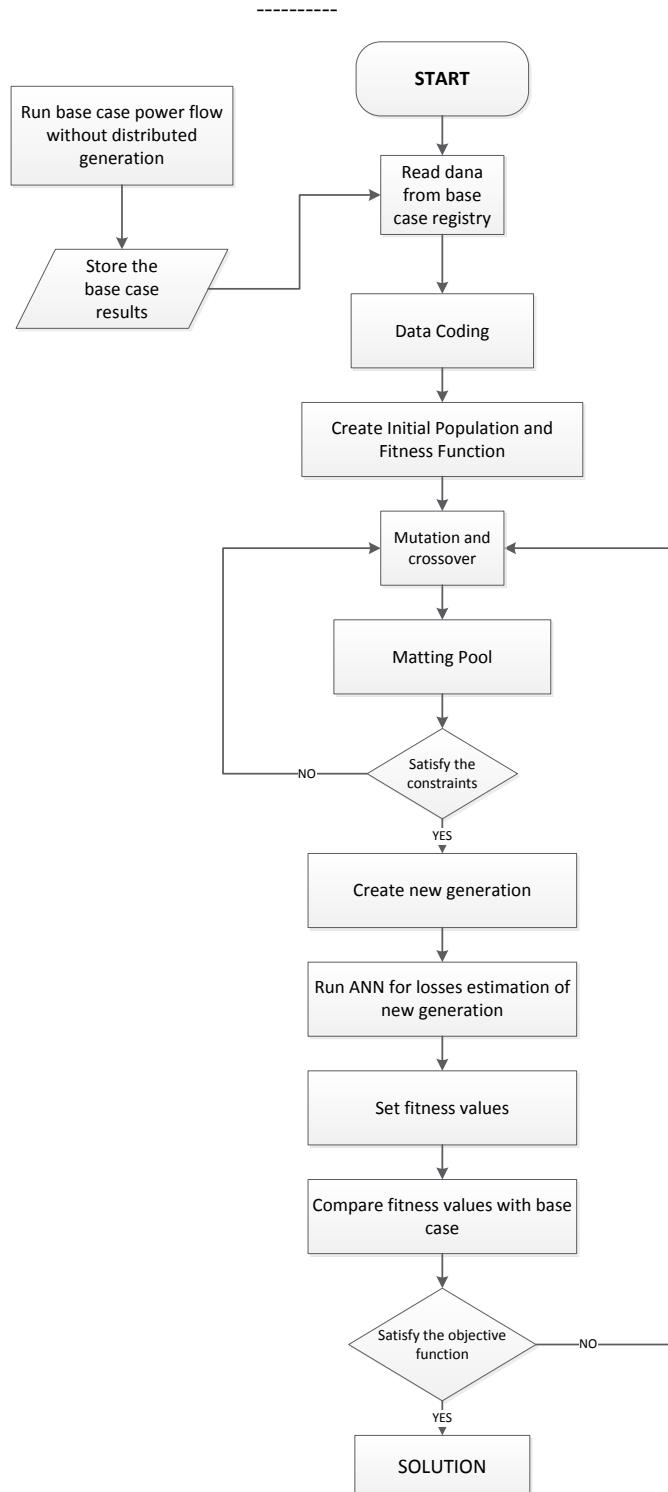 ----------
START
Run base case power flow
without distributed
generation
Read dana
from base
case registry
Store the
base case
results
Data Coding
Create Initial Population and
Fitness Function
Mutation and
crossover
Matting Pool
Satisfy the
constraints
NO
YES
Create new generation
Run ANN for losses estimation of
new generation
Set fitness values
Compare fitness values with base
case
Satisfy the objective
function
NO
YES
SOLUTION